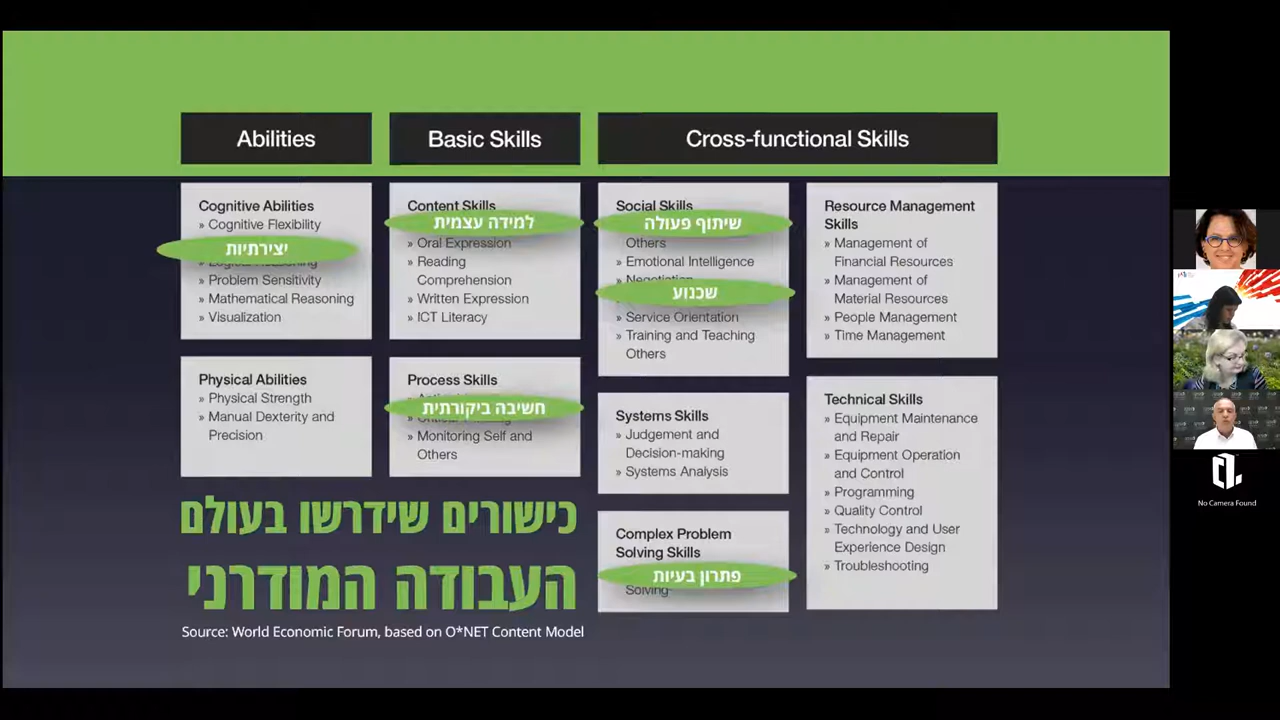 Abilities
Basic Skills
Cross-functional Skills
Cognitive Abilities
» Cognitive Flexibility
יצירתיות
» Logical Reasoning
» Problem Sensitivity
» Mathematical Reasoning
» Visualization
Physical Abilities
» Physical Strength
» Manual Dexterity and
Precision
Content Skills
למידה עצמית
» Oral Expression
» Reading
Comprehension
» Written Expression
» ICT Literacy
Process Skills
חשיבה ביקורתית
» Monitoring Self and
Others
Social Skills
שיתוף פעולה
Others
» Emotional Intelligence
» Negotiation
שכנוע
» Service Orientation
» Training and Teaching
Others
Systems Skills
» Judgement and
Decision-making
» Systems Analysis
Complex Problem
Solving Skills
פתרון בעיות
Solving
Resource Management
Skills
» Management of
Financial Resources
» Management of
Material Resources
» People Management
» Time Management
Technical Skills
» Equipment Maintenance
and Repair
» Equipment Operation
and Control
» Programming
» Quality Control
» Technology and User
Experience Design
» Troubleshooting
כישורים שידרשו בעולם
העבודה המודרני
Source: World Economic Forum, based on O*NET Content Model
No Camera Found